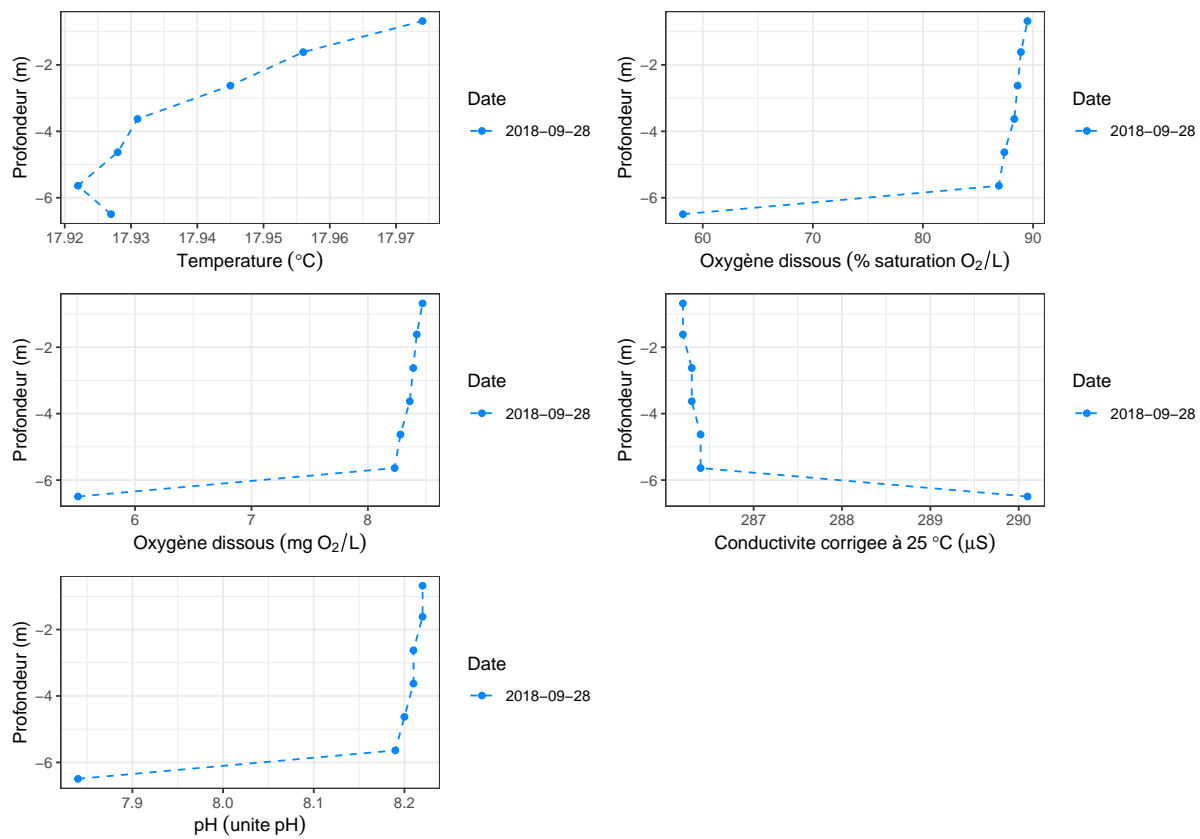 Profondeur (m)
−2
−4
−6
17.92 17.93 17.94 17.95 17.96 17.97
Temperature (°C)
Date
2018−09−28
Profondeur (m)
−2
−4
−6
60 70 80 90
Oxygène dissous (% saturation O₂/L)
Date
2018−09−28
Profondeur (m)
−2
−4
−6
6 7 8
Oxygène dissous (mg O₂/L)
Date
2018−09−28
Profondeur (m)
−2
−4
−6
287 288 289 290
Conductivite corrigee à 25 °C (μS)
Date
2018−09−28
Profondeur (m)
−2
−4
−6
7.9 8.0 8.1 8.2
pH (unite pH)
Date
2018−09−28